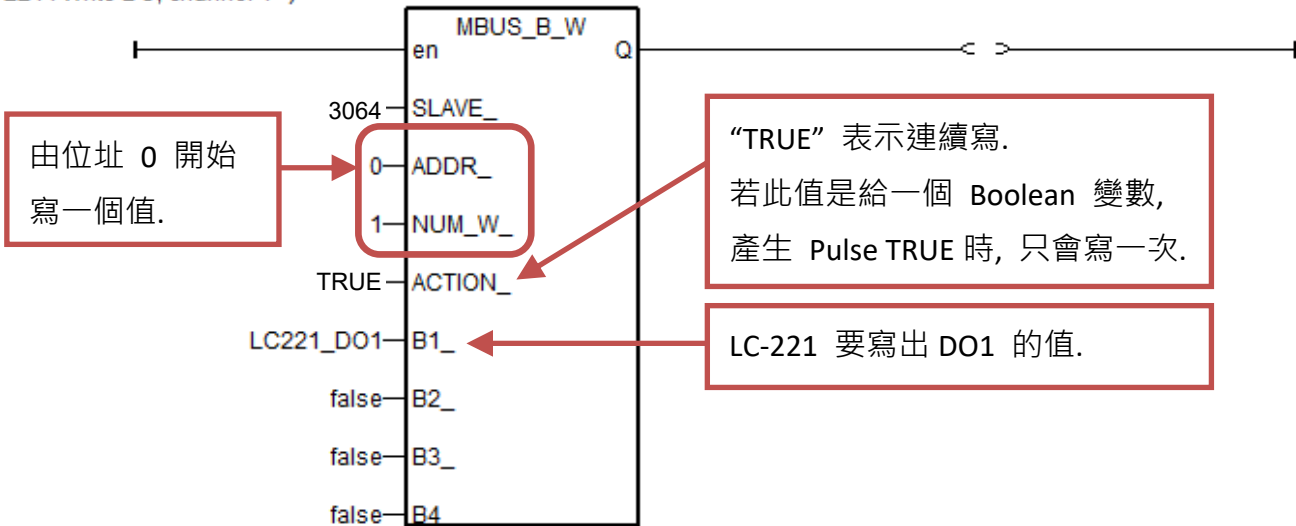 MBUS_B_W
en Q
3064 SLAVE_
0 ADDR_
1 NUM_W_
TRUE ACTION_
LC221_DO1 B1_
false B2_
false B3_
false B4
由位址 0 開始
寫一個值.
“TRUE” 表示連續寫.
若此值是給一個 Boolean 變數,
產生 Pulse TRUE 時, 只會寫一次.
LC-221 要寫出 DO1 的值.